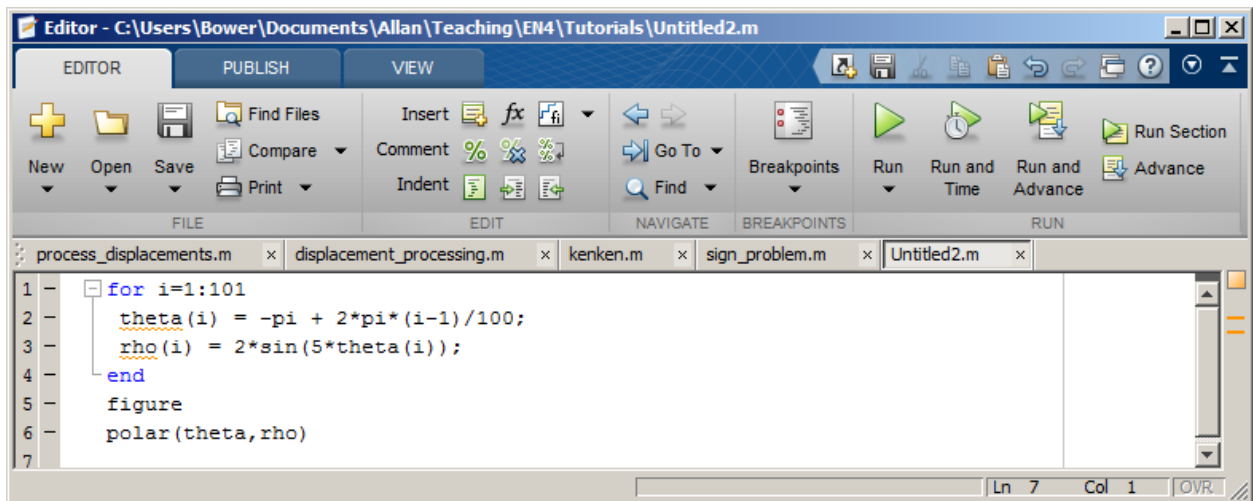 Editor - C:\Users\Bower\Documents\Allan\Teaching\EN4\Tutorials\Untitled2.m
EDITOR PUBLISH VIEW
New Open Save
Find Files
Compare
Print
FILE
Insert fx fi
Comment % % %
Indent
EDIT
Go To
Find
NAVIGATE
Breakpoints
BREAKPOINTS
Run Run and Time Run and Advance
Run Section
Advance
RUN
process_displacements.m × displacement_processing.m × kenken.m × sign_problem.m × Untitled2.m ×
1 – for i=1:101
2 – theta(i) = -pi + 2*pi*(i-1)/100;
3 – rho(i) = 2*sin(5*theta(i));
4 – end
5 – figure
6 – polar(theta,rho)
7
Ln 7 Col 1 OVR